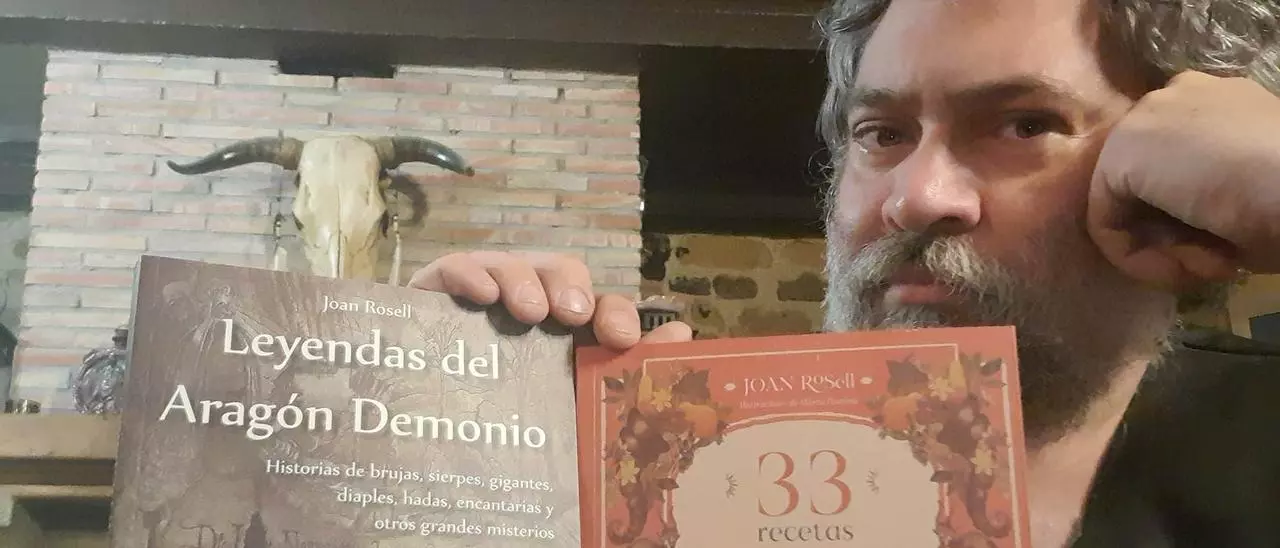 Joan Rosell
Leyendas del
Aragón Demonio
Historias de brujas, sierpes, gigantes,
diaples, hadas, encantarias y
otros grandes misterios
JOAN RoSell
33
recetas